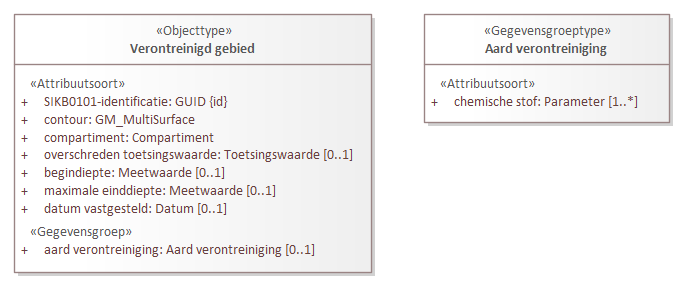 «Objecttype»
Verontreinigd gebied
«Attribuutsoort»
+ SIKB0101-identificatie: GUID {id}
+ contour: GM_MultiSurface
+ compartiment: Compartiment
+ overschreden toetsingswaarde: Toetsingswaarde [0..1]
+ begindiepte: Meetwaarde [0..1]
+ maximale einddiepte: Meetwaarde [0..1]
+ datum vastgesteld: Datum [0..1]
«Gegevensgroep»
+ aard verontreiniging: Aard verontreiniging [0..1]
«Gegevensgroeptype»
Aard verontreiniging
«Attribuutsoort»
+ chemische stof: Parameter [1..*]